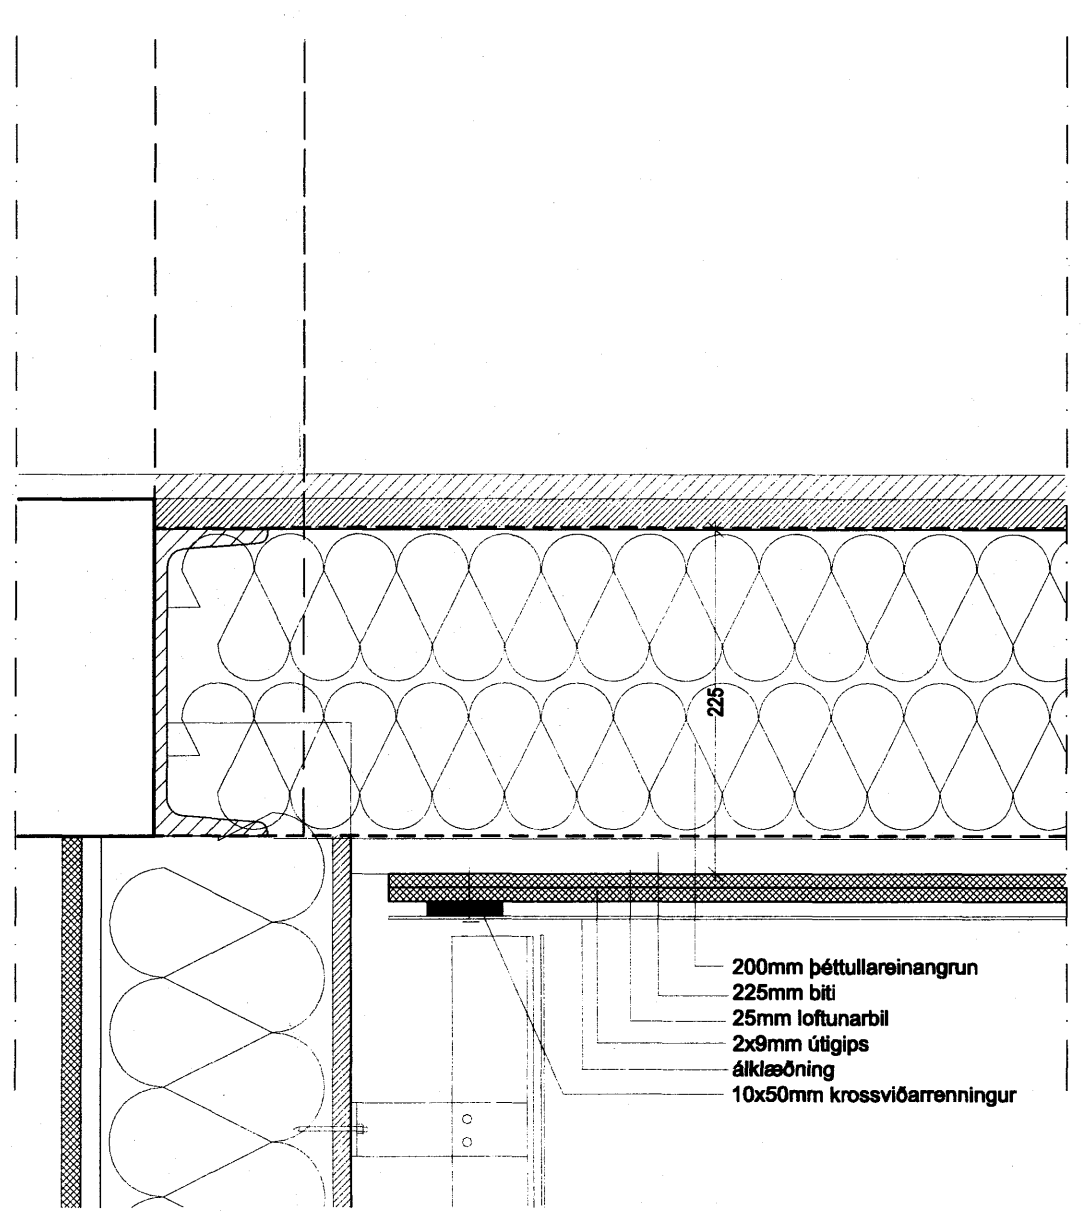 225
200mm þéttullareinangrun
225mm biti
25mm loftunarbil
2x9mm útigips
álklæðning
10x50mm krossviðarrenningur